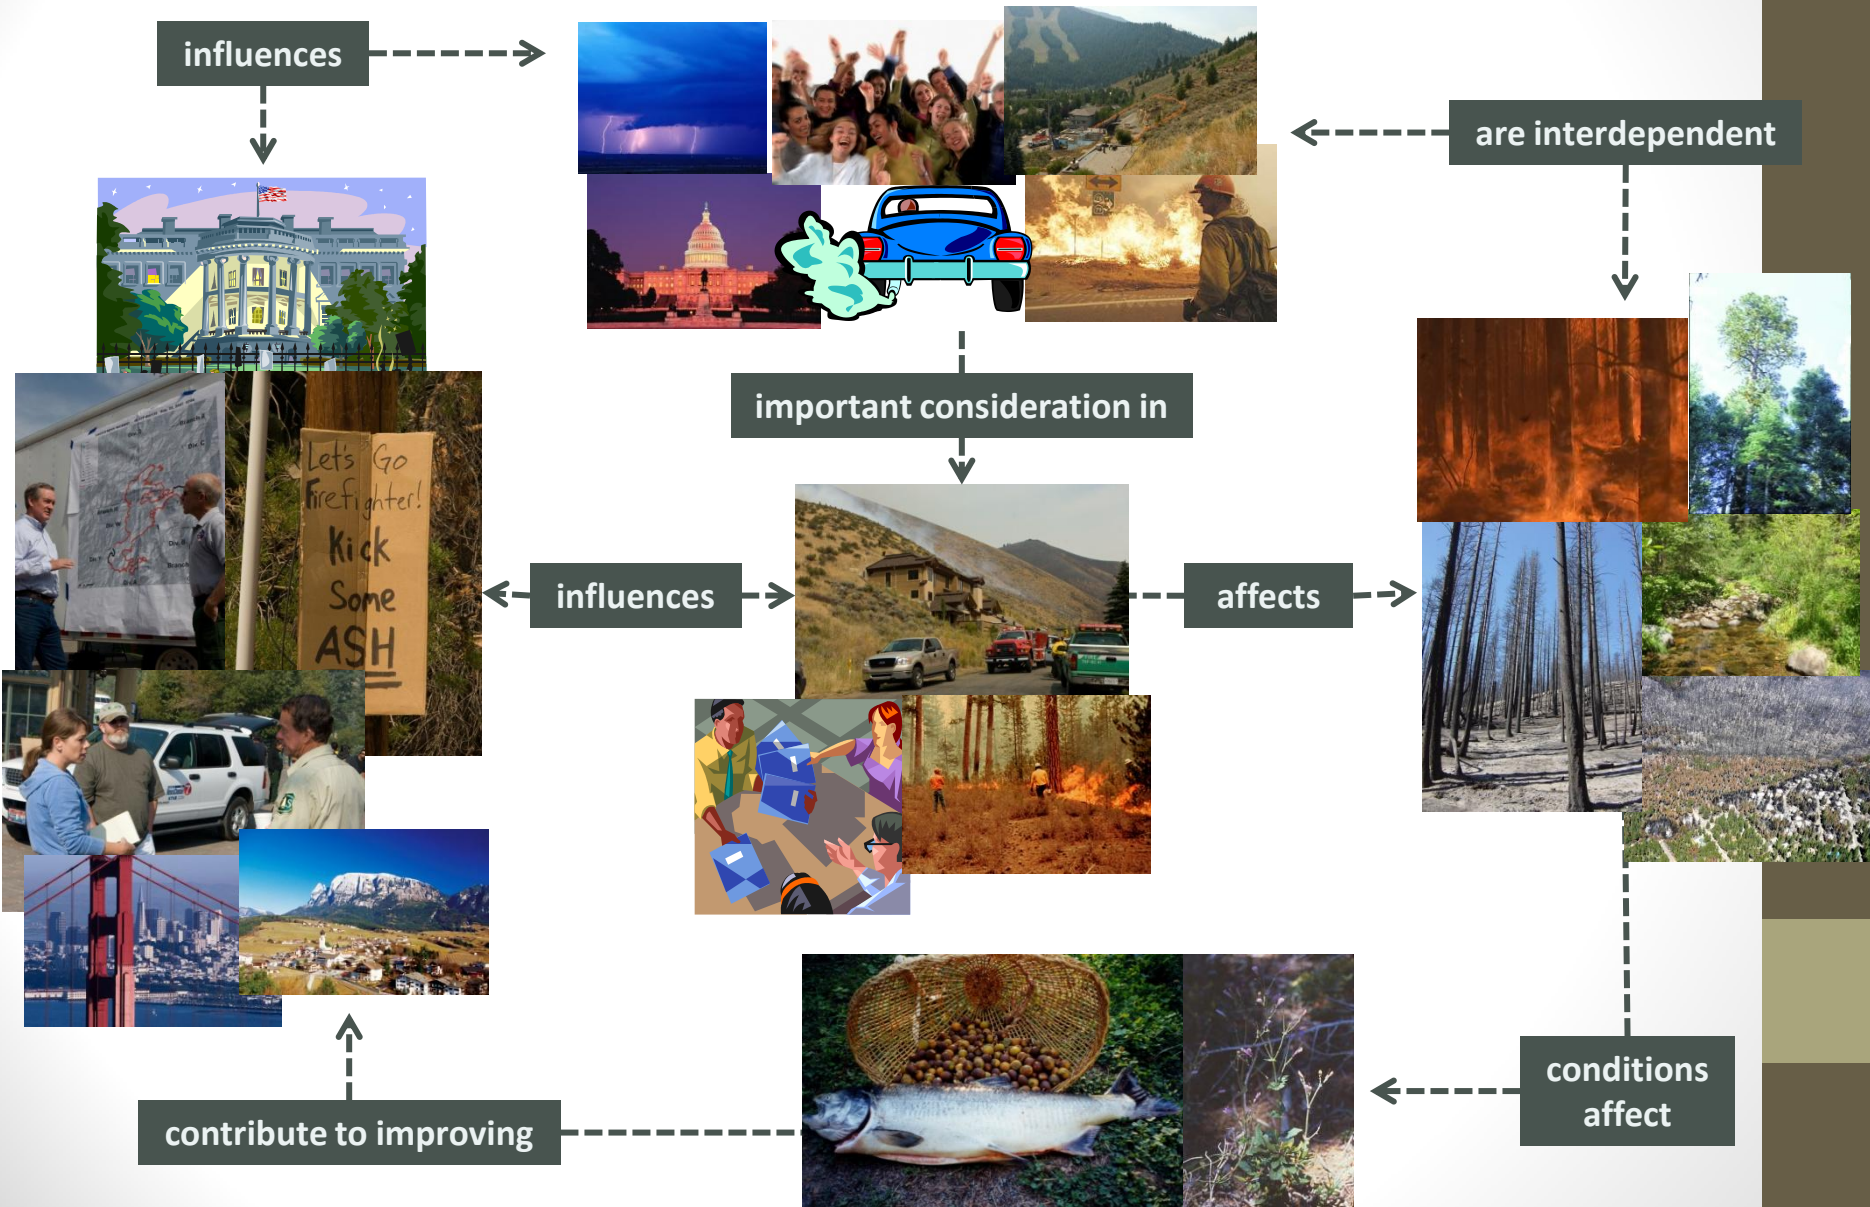 influences
are interdependent
important consideration in
Let's Go
Firefighter!
Kick
Some
ASH
influences
affects
conditions
affect
contribute to improving